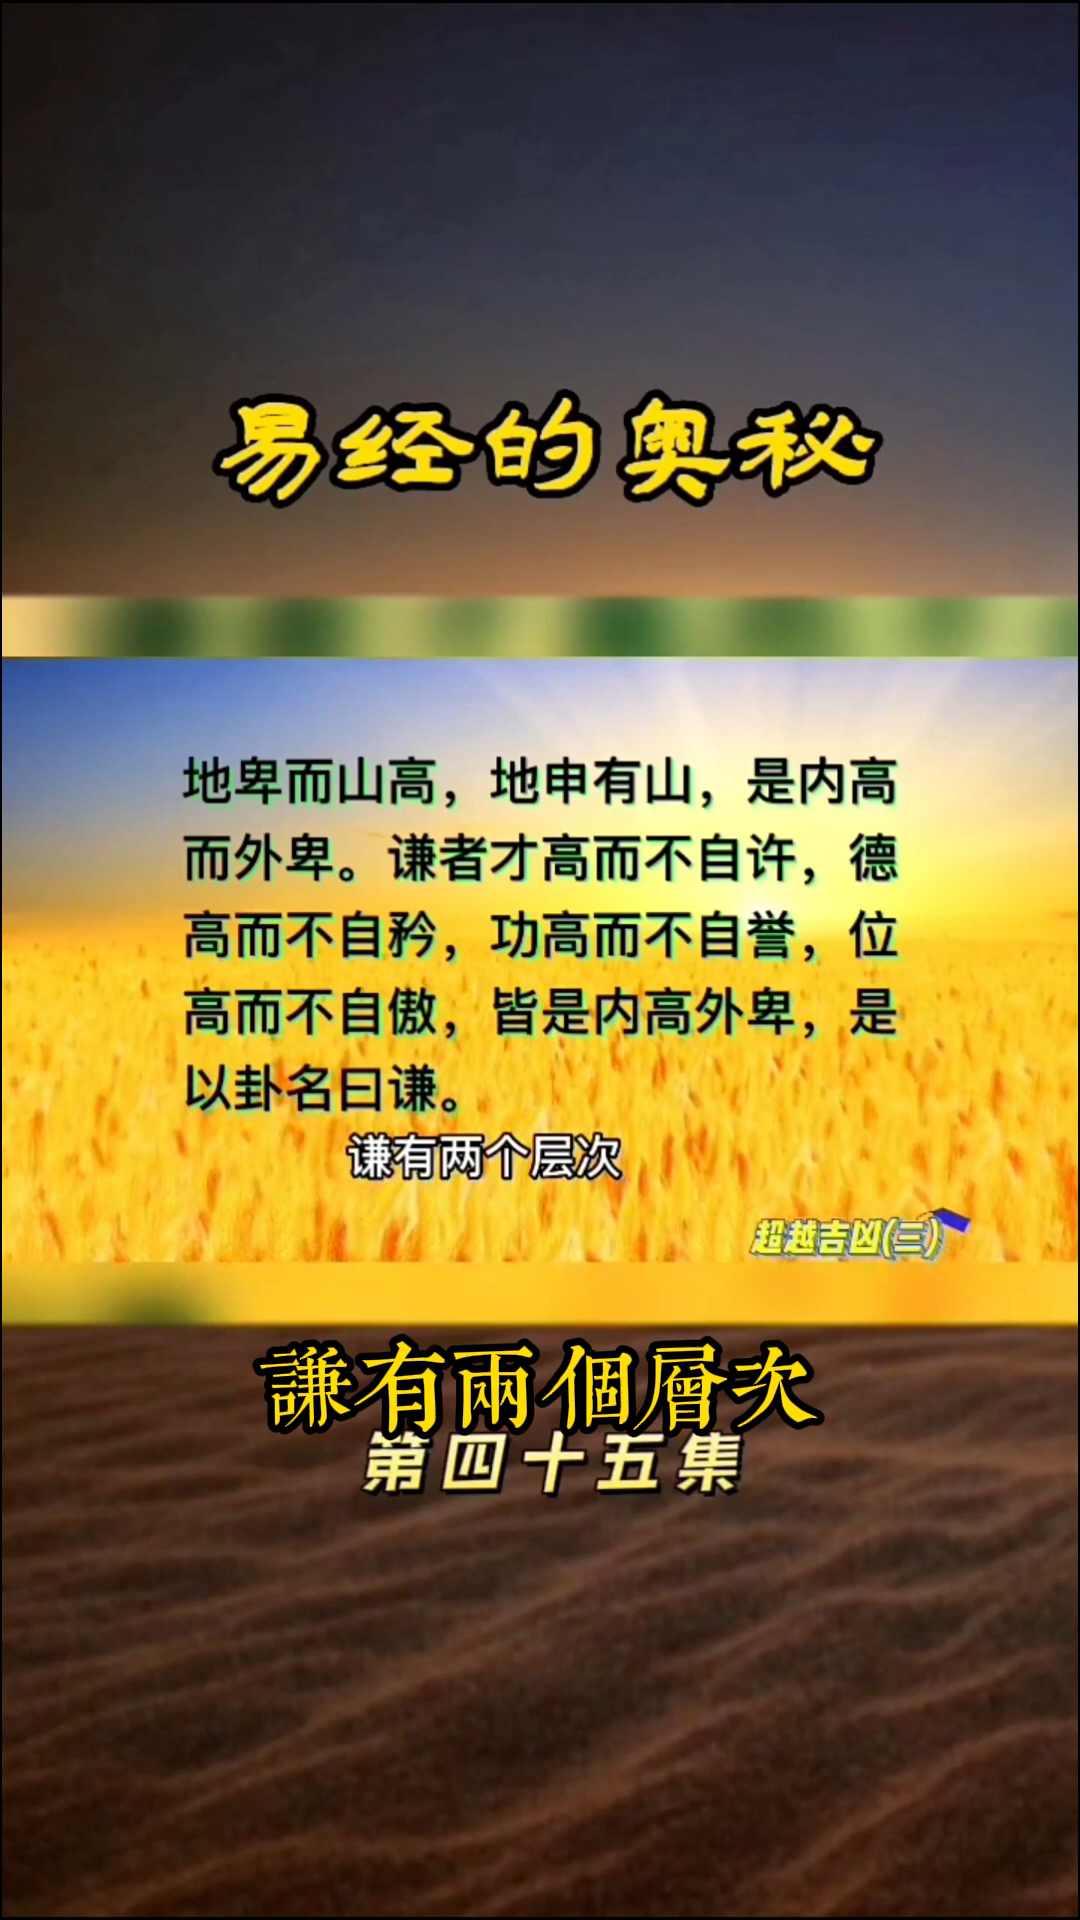 易经的奥秘
地卑而山高，地申有山，是内高
而外卑。谦者才高而不自许，德
高而不自矜，功高而不自誉，位
高而不自傲，皆是内高外卑，是
以卦名曰谦。
谦有两个层次
超越吉凶(三)
謙有兩個層次
第四十五集